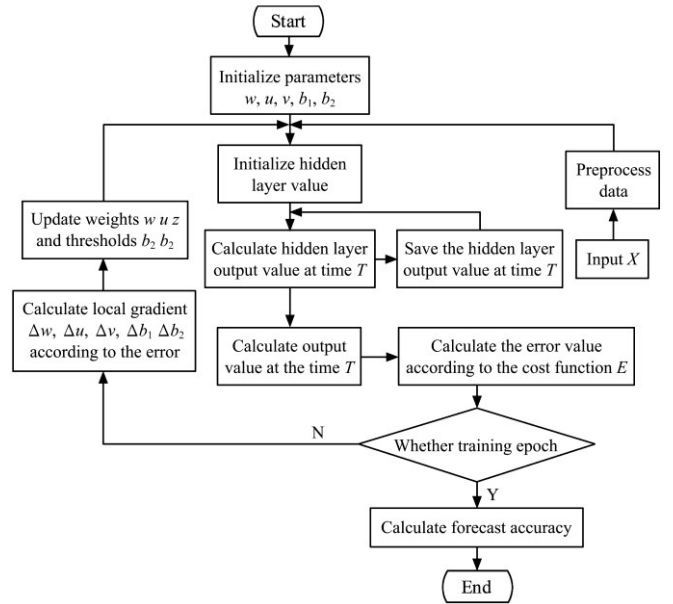 Start
Initialize parameters
w, u, v, b₁, b₂
Initialize hidden
layer value
Preprocess
data
Update weights w u z
and thresholds b₂ b₂
Calculate hidden layer
output value at time T
Save the hidden layer
output value at time T
Input X
Calculate local gradient
Δw, Δu, Δv, Δb₁ Δb₂
according to the error
Calculate output
value at the time T
Calculate the error value
according to the cost function E
N
Whether training epoch
Y
Calculate forecast accuracy
End